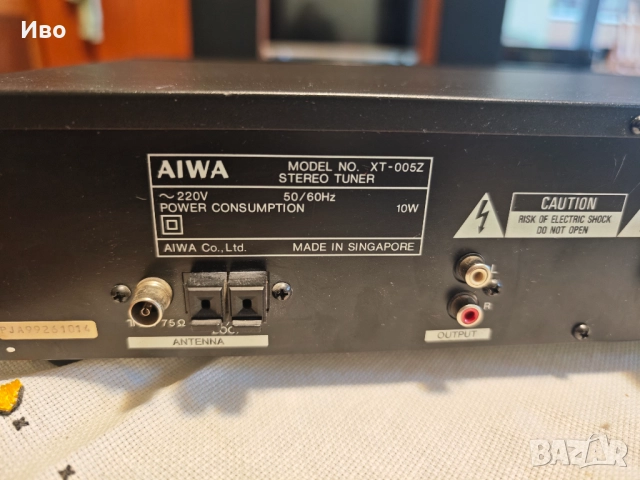 Иво
AIWA MODEL NO. XT-005Z
STEREO TUNER
~220V 50/60Hz
POWER CONSUMPTION 10W
AIWA Co., Ltd. MADE IN SINGAPORE
CAUTION
RISK OF ELECTRIC SHOCK
DO NOT OPEN
L
R
OUTPUT
75Ω
ANTENNA
PJA99261016
bazar